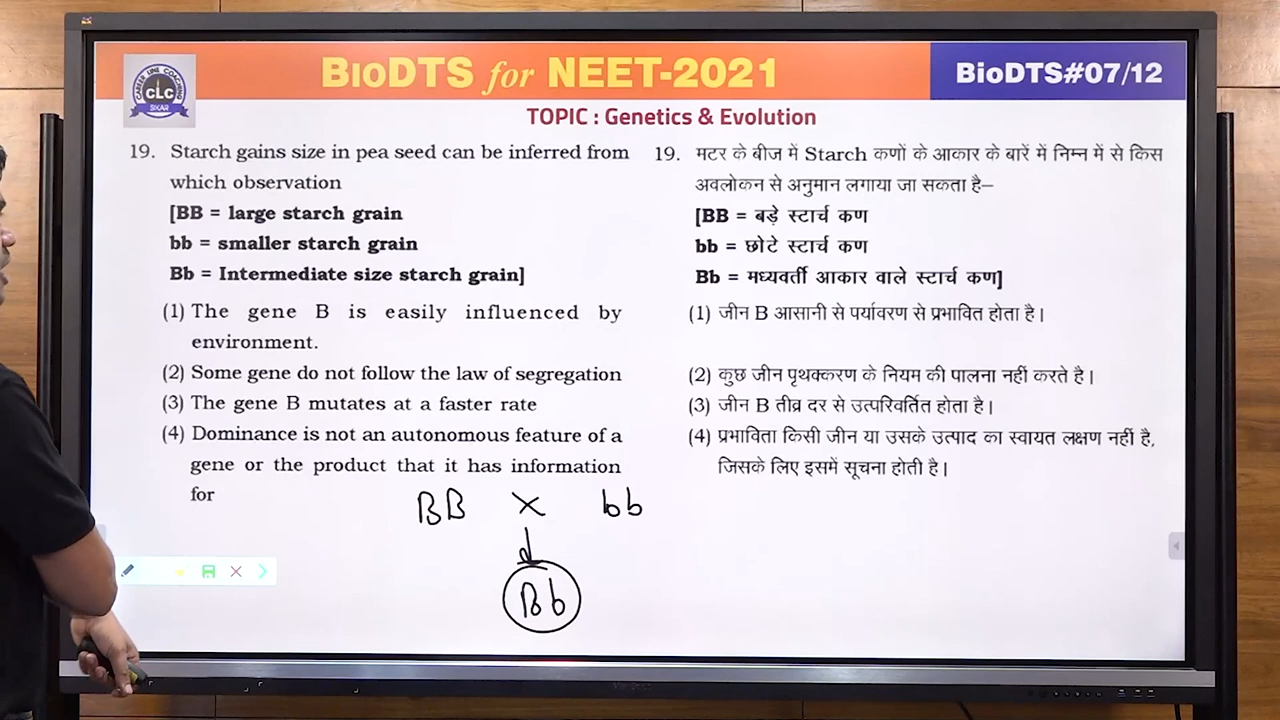 BIODTS for NEET-2021
BioDTS#07/12
CAREER LINE COACHING
CLC
SIKAR
TOPIC : Genetics & Evolution
19. Starch gains size in pea seed can be inferred from
which observation
[BB = large starch grain
bb = smaller starch grain
Bb = Intermediate size starch grain]
(1) The gene B is easily influenced by
environment.
(2) Some gene do not follow the law of segregation
(3) The gene B mutates at a faster rate
(4) Dominance is not an autonomous feature of a
gene or the product that it has information
for
19. मटर के बीज में Starch कणों के आकार के बारें में निम्न में से किस
अवलोकन से अनुमान लगाया जा सकता है–
[BB = बड़े स्टार्च कण
bb = छोटे स्टार्च कण
Bb = मध्यवर्ती आकार वाले स्टार्च कण]
(1) जीन B आसानी से पर्यावरण से प्रभावित होता है।
(2) कुछ जीन पृथक्करण के नियम की पालना नहीं करते है।
(3) जीन B तीव्र दर से उत्परिवर्तित होता है।
(4) प्रभाविता किसी जीन या उसके उत्पाद का स्वायत लक्षण नहीं है,
जिसके लिए इसमें सूचना होती है।
BB × bb
Bb